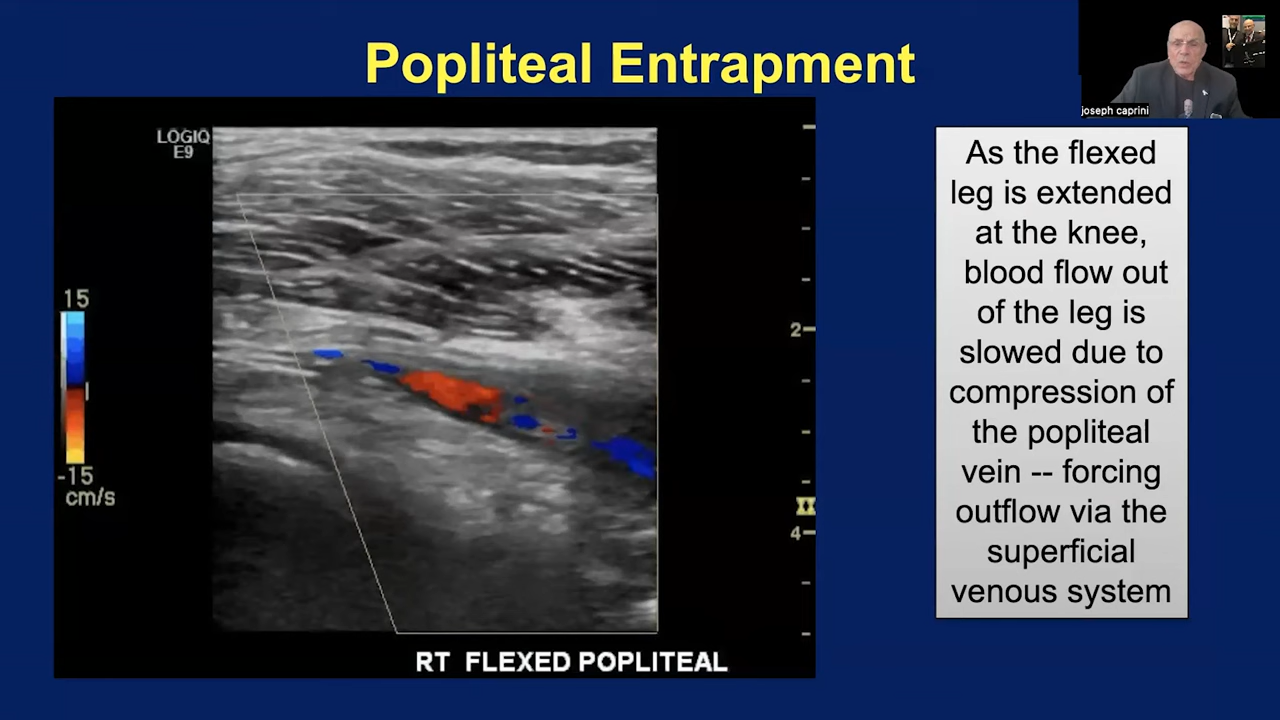 Popliteal Entrapment
joseph caprini
LOGIQ
E9
15
-15
cm/s
2
4
RT FLEXED POPLITEAL
As the flexed
leg is extended
at the knee,
blood flow out
of the leg is
slowed due to
compression of
the popliteal
vein -- forcing
outflow via the
superficial
venous system